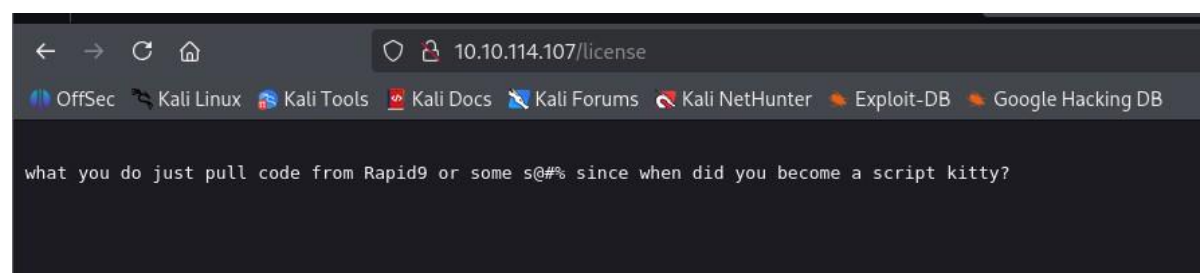 10.10.114.107/license
OffSec Kali Linux Kali Tools Kali Docs Kali Forums Kali NetHunter Exploit-DB Google Hacking DB
what you do just pull code from Rapid9 or some s@#% since when did you become a script kitty?